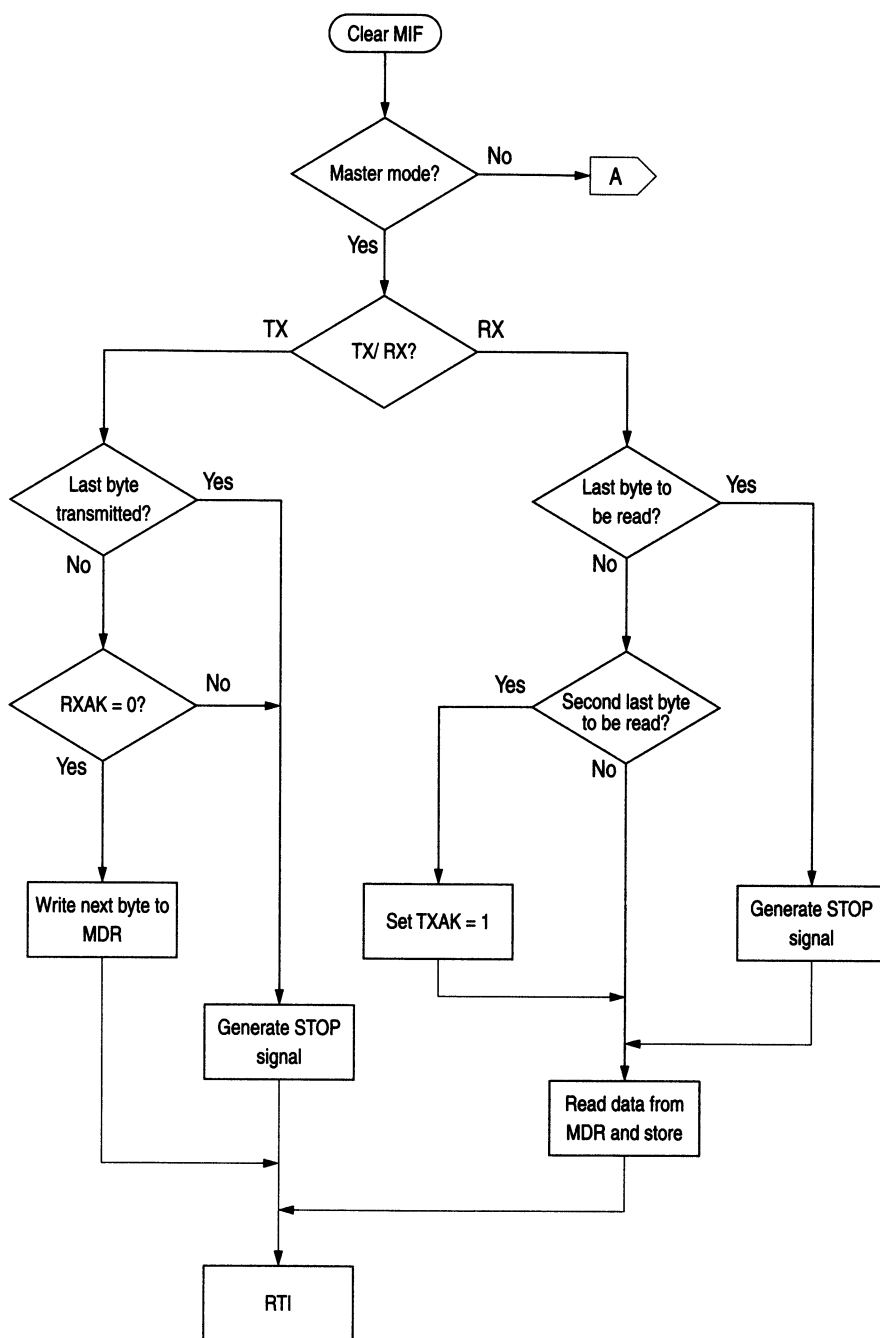 Clear MIF
Master mode?
No
A
Yes
TX
TX/ RX?
RX
Last byte
transmitted?
Yes
No
Last byte to
be read?
Yes
No
RXAK = 0?
No
Yes
Yes
Second last byte
to be read?
No
Write next byte to
MDR
Set TXAK = 1
Generate STOP
signal
Generate STOP
signal
Read data from
MDR and store
RTI